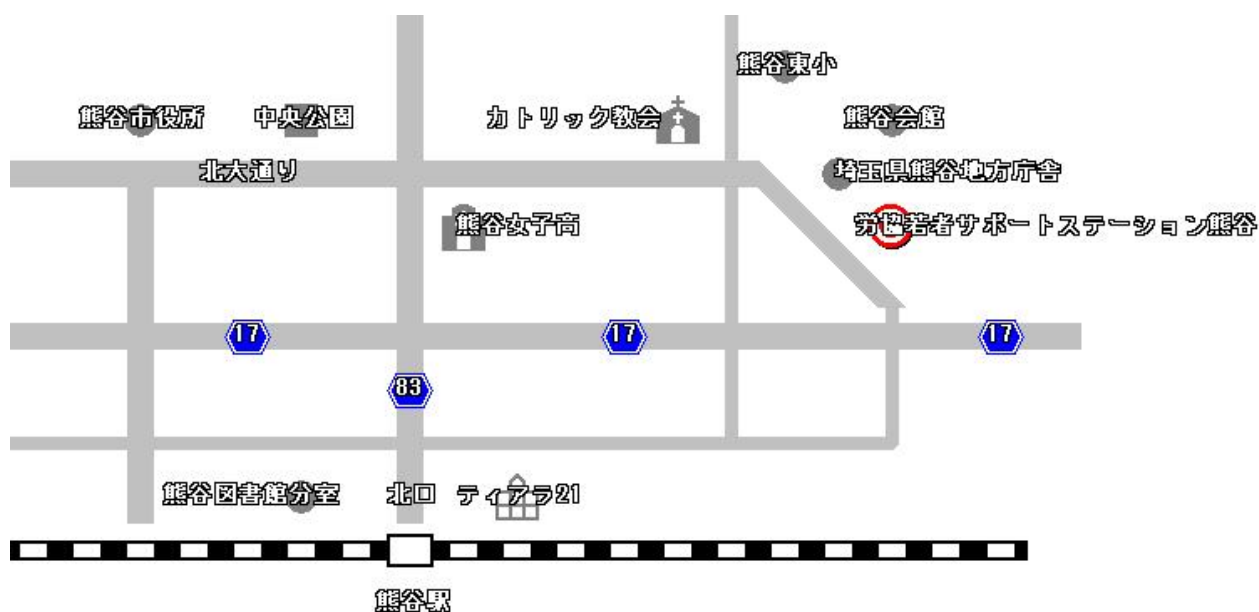 熊谷東小
熊谷市役所
中央公園
カトリック教会
熊谷会館
北大通り
埼玉県熊谷地方庁舎
熊谷女子高
労協若者サポートステーション熊谷
17
17
17
83
熊谷図書館分室
北口
ティアラ21
熊谷駅